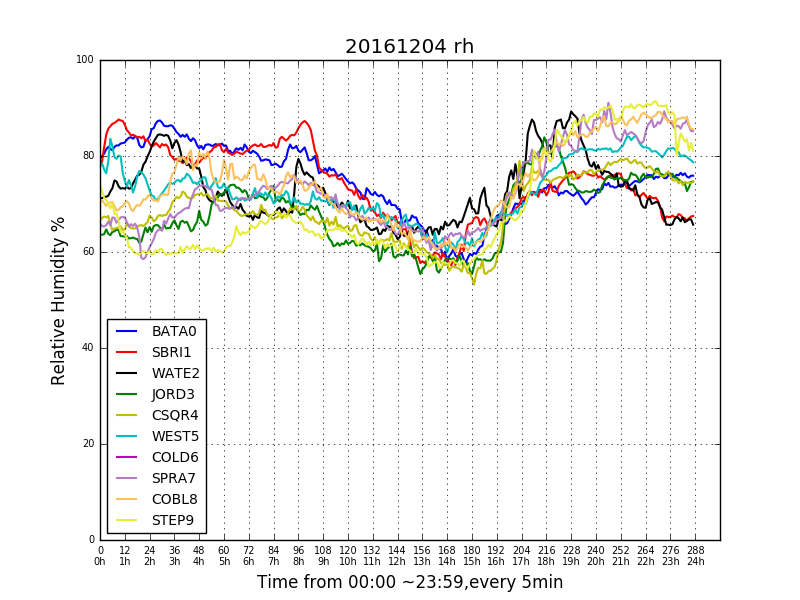 20161204 rh
100
80
60
40
20
0
Relative Humidity %
BATA0
SBRI1
WATE2
JORD3
CSQR4
WEST5
COLD6
SPRA7
COBL8
STEP9
0 12 24 36 48 60 72 84 96 108 120 132 144 156 168 180 192 204 216 228 240 252 264 276 288
0h 1h 2h 3h 4h 5h 6h 7h 8h 9h 10h 11h 12h 13h 14h 15h 16h 17h 18h 19h 20h 21h 22h 23h 24h
Time from 00:00 ~23:59,every 5min